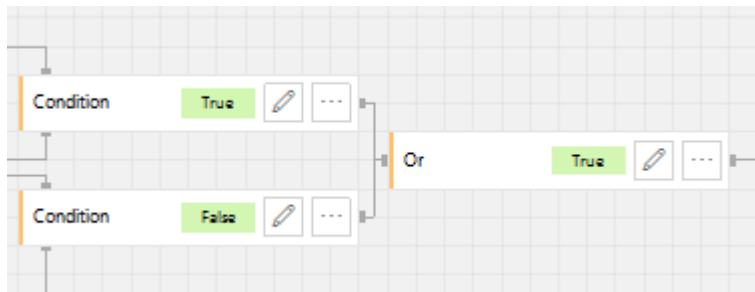 Condition True ...
Or True ...
Condition False ...